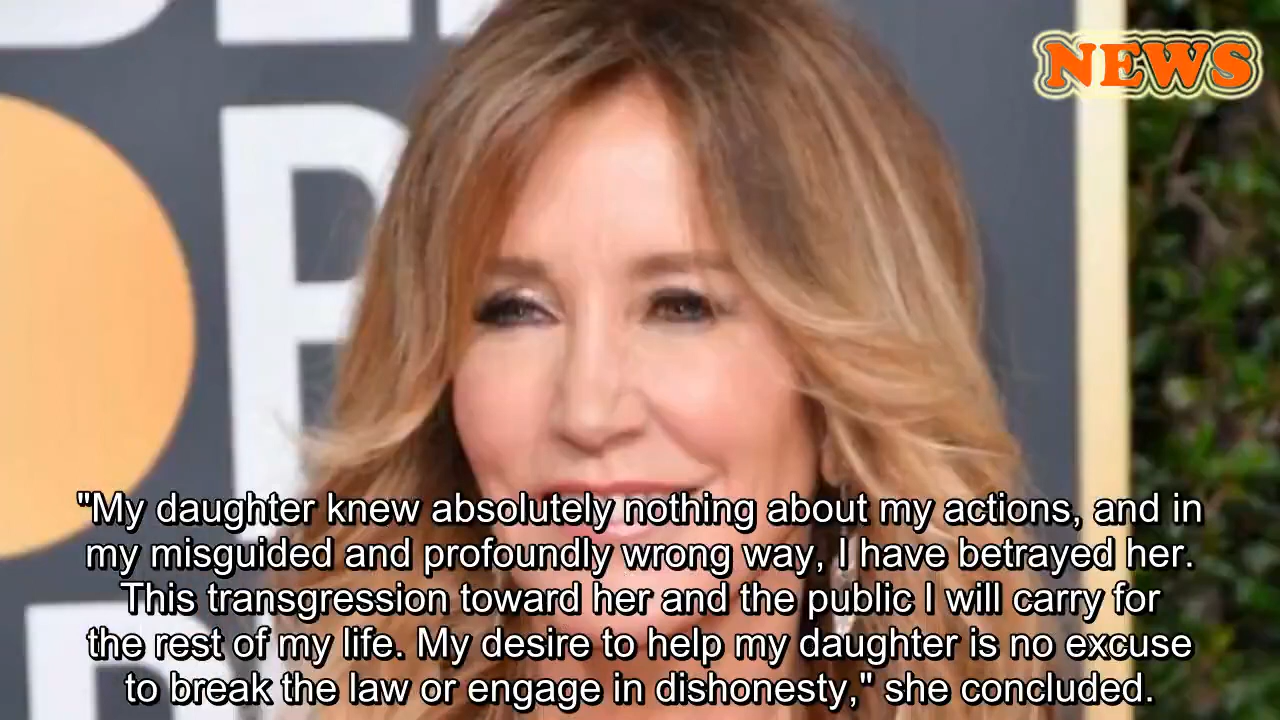 NEWS
"My daughter knew absolutely nothing about my actions, and in
my misguided and profoundly wrong way, I have betrayed her.
This transgression toward her and the public I will carry for
the rest of my life. My desire to help my daughter is no excuse
to break the law or engage in dishonesty," she concluded.